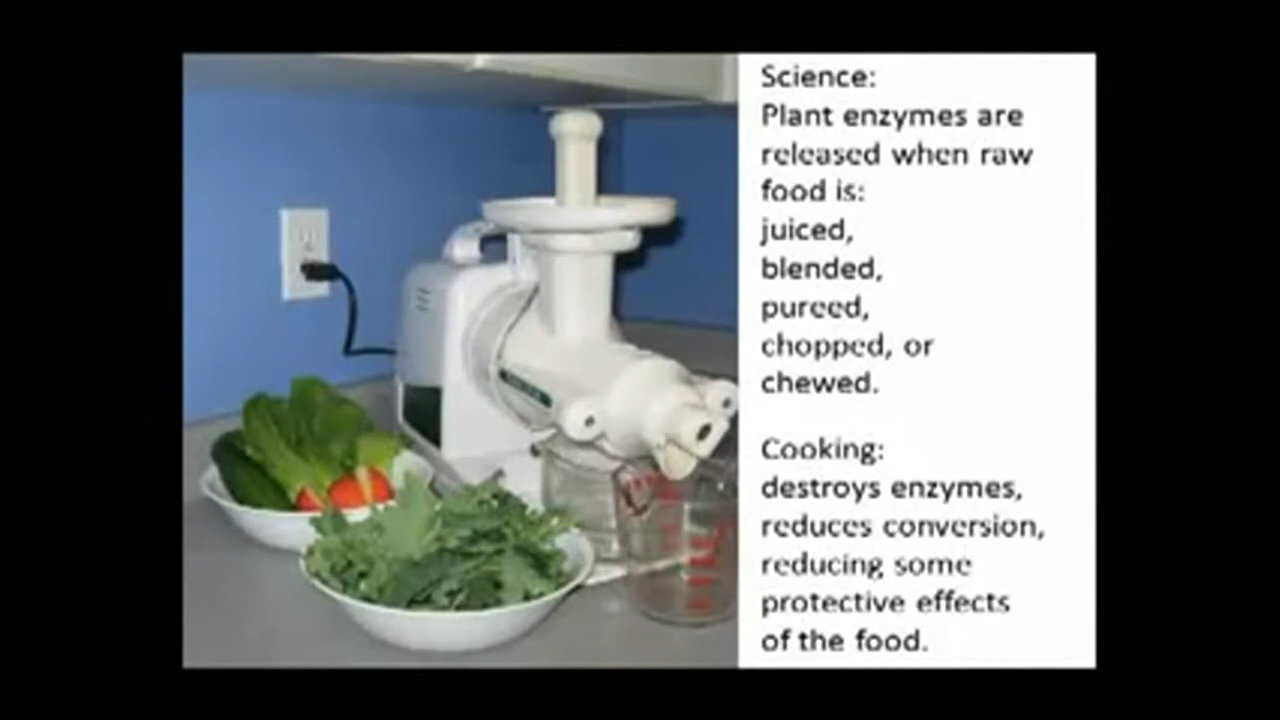 Science:
Plant enzymes are
released when raw
food is:
juiced,
blended,
pureed,
chopped, or
chewed.
Cooking:
destroys enzymes,
reduces conversion,
reducing some
protective effects
of the food.